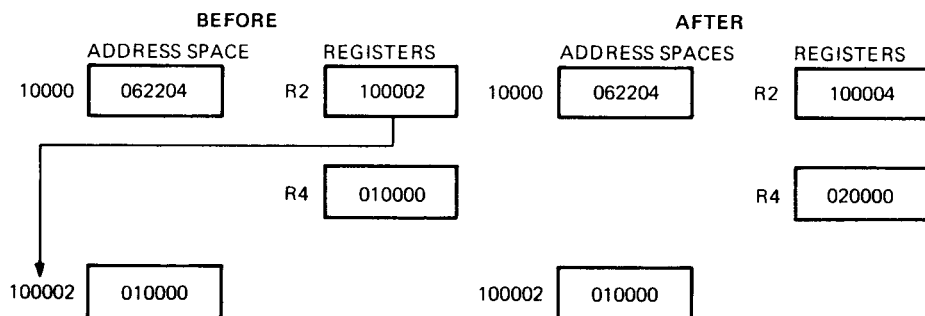 BEFORE AFTER
ADDRESS SPACE REGISTERS ADDRESS SPACES REGISTERS
10000 062204 R2 100002 10000 062204 R2 100004
R4 010000 R4 020000
100002 010000 100002 010000